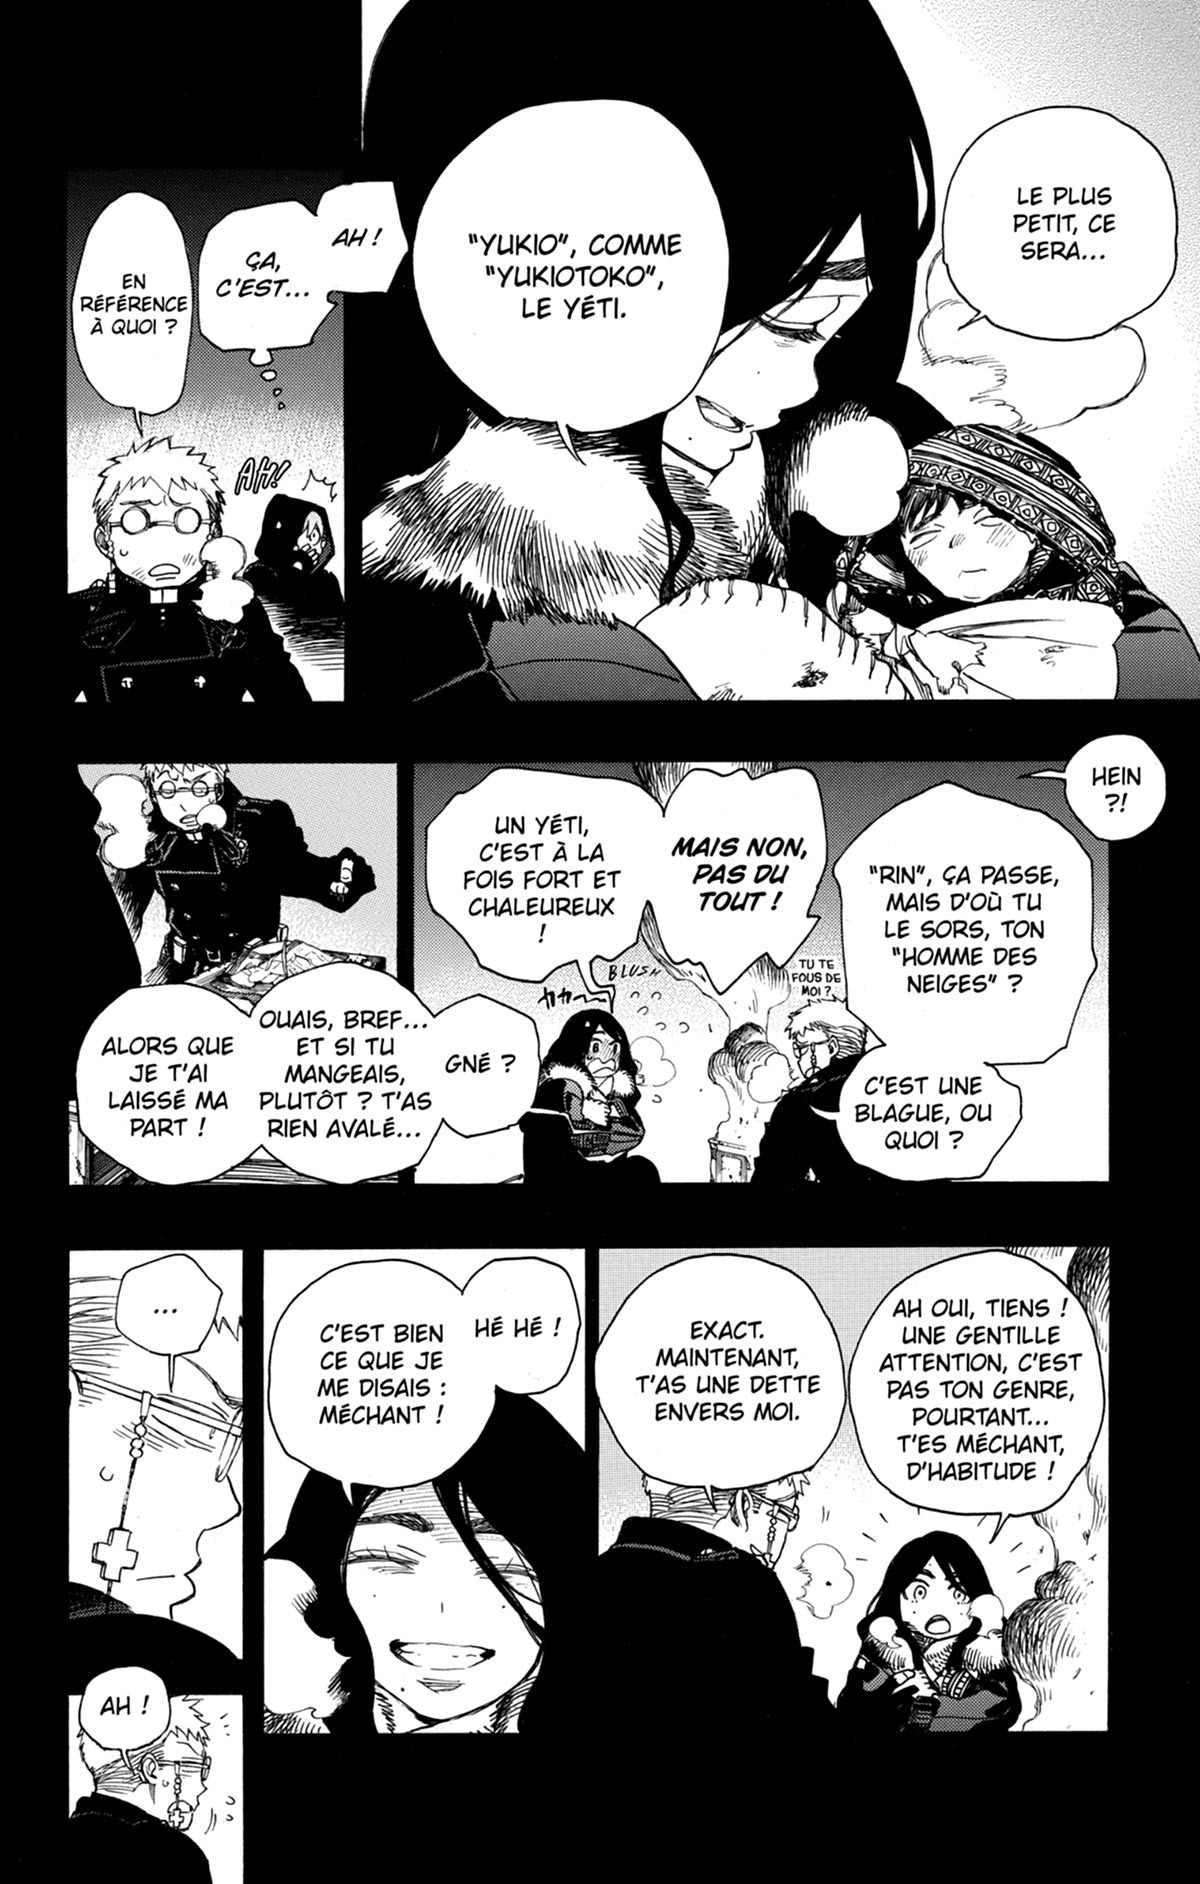 LE PLUS
PETIT, CE
SERA...
"YUKIO", COMME
"YUKIOTOKO",
LE YÉTI.
AH !
ÇA,
C'EST...
EN
RÉFÉRENCE
À QUOI ?
AH!
HEIN
?!
"RIN", ÇA PASSE,
MAIS D'OÙ TU
LE SORS, TON
"HOMME DES
NEIGES" ?
C'EST UNE
BLAGUE, OU
QUOI ?
TU TE
FOUS DE
MOI ?
MAIS NON,
PAS DU
TOUT !
UN YÉTI,
C'EST À LA
FOIS FORT ET
CHALEUREUX
!
BLUSH
カカ
GNÉ ?
OUAIS, BREF...
ET SI TU
MANGEAIS,
PLUTÔT ? T'AS
RIEN AVALÉ...
ALORS QUE
JE T'AI
LAISSÉ MA
PART !
AH OUI, TIENS !
UNE GENTILLE
ATTENTION, C'EST
PAS TON GENRE,
POURTANT...
T'ES MÉCHANT,
D'HABITUDE !
EXACT.
MAINTENANT,
T'AS UNE DETTE
ENVERS MOI.
HÉ HÉ !
C'EST BIEN
CE QUE JE
ME DISAIS :
MÉCHANT !
...
AH !